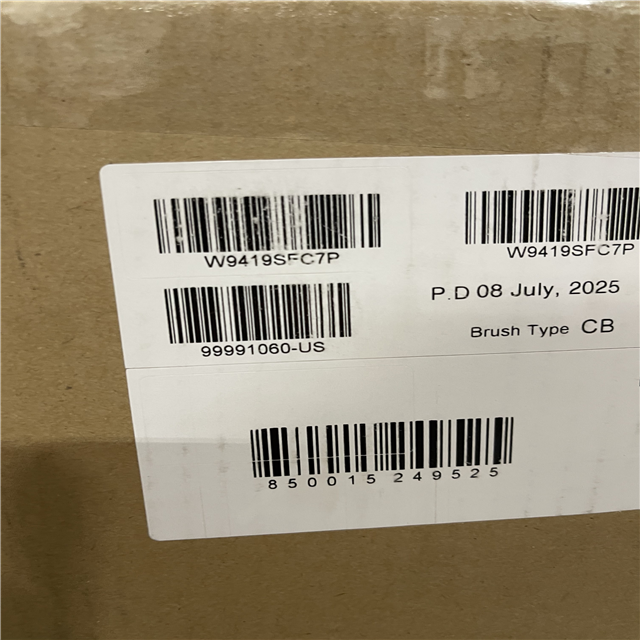 W9419SFC7P
W9419SFC7P
99991060-US
P.D 08 July, 2025
Brush Type CB
850015 249525